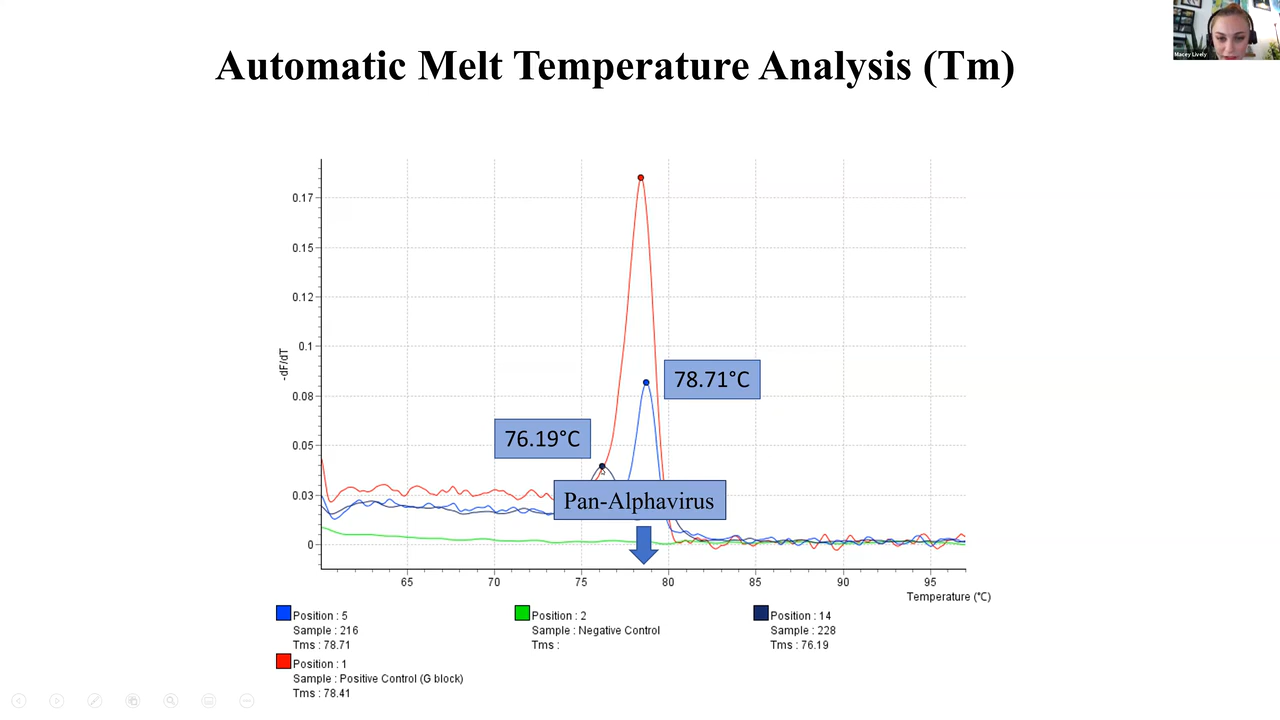 Macey Lively
Automatic Melt Temperature Analysis (Tm)
0.17
0.15
0.12
0.1
0.08
0.05
0.03
0
-dF/dT
78.71°C
76.19°C
Pan-Alphavirus
65 70 75 80 85 90 95
Temperature (°C)
Position : 5
Sample : 216
Tms : 78.71
Position : 2
Sample : Negative Control
Tms :
Position : 14
Sample : 228
Tms : 76.19
Position : 1
Sample : Positive Control (G block)
Tms : 78.41